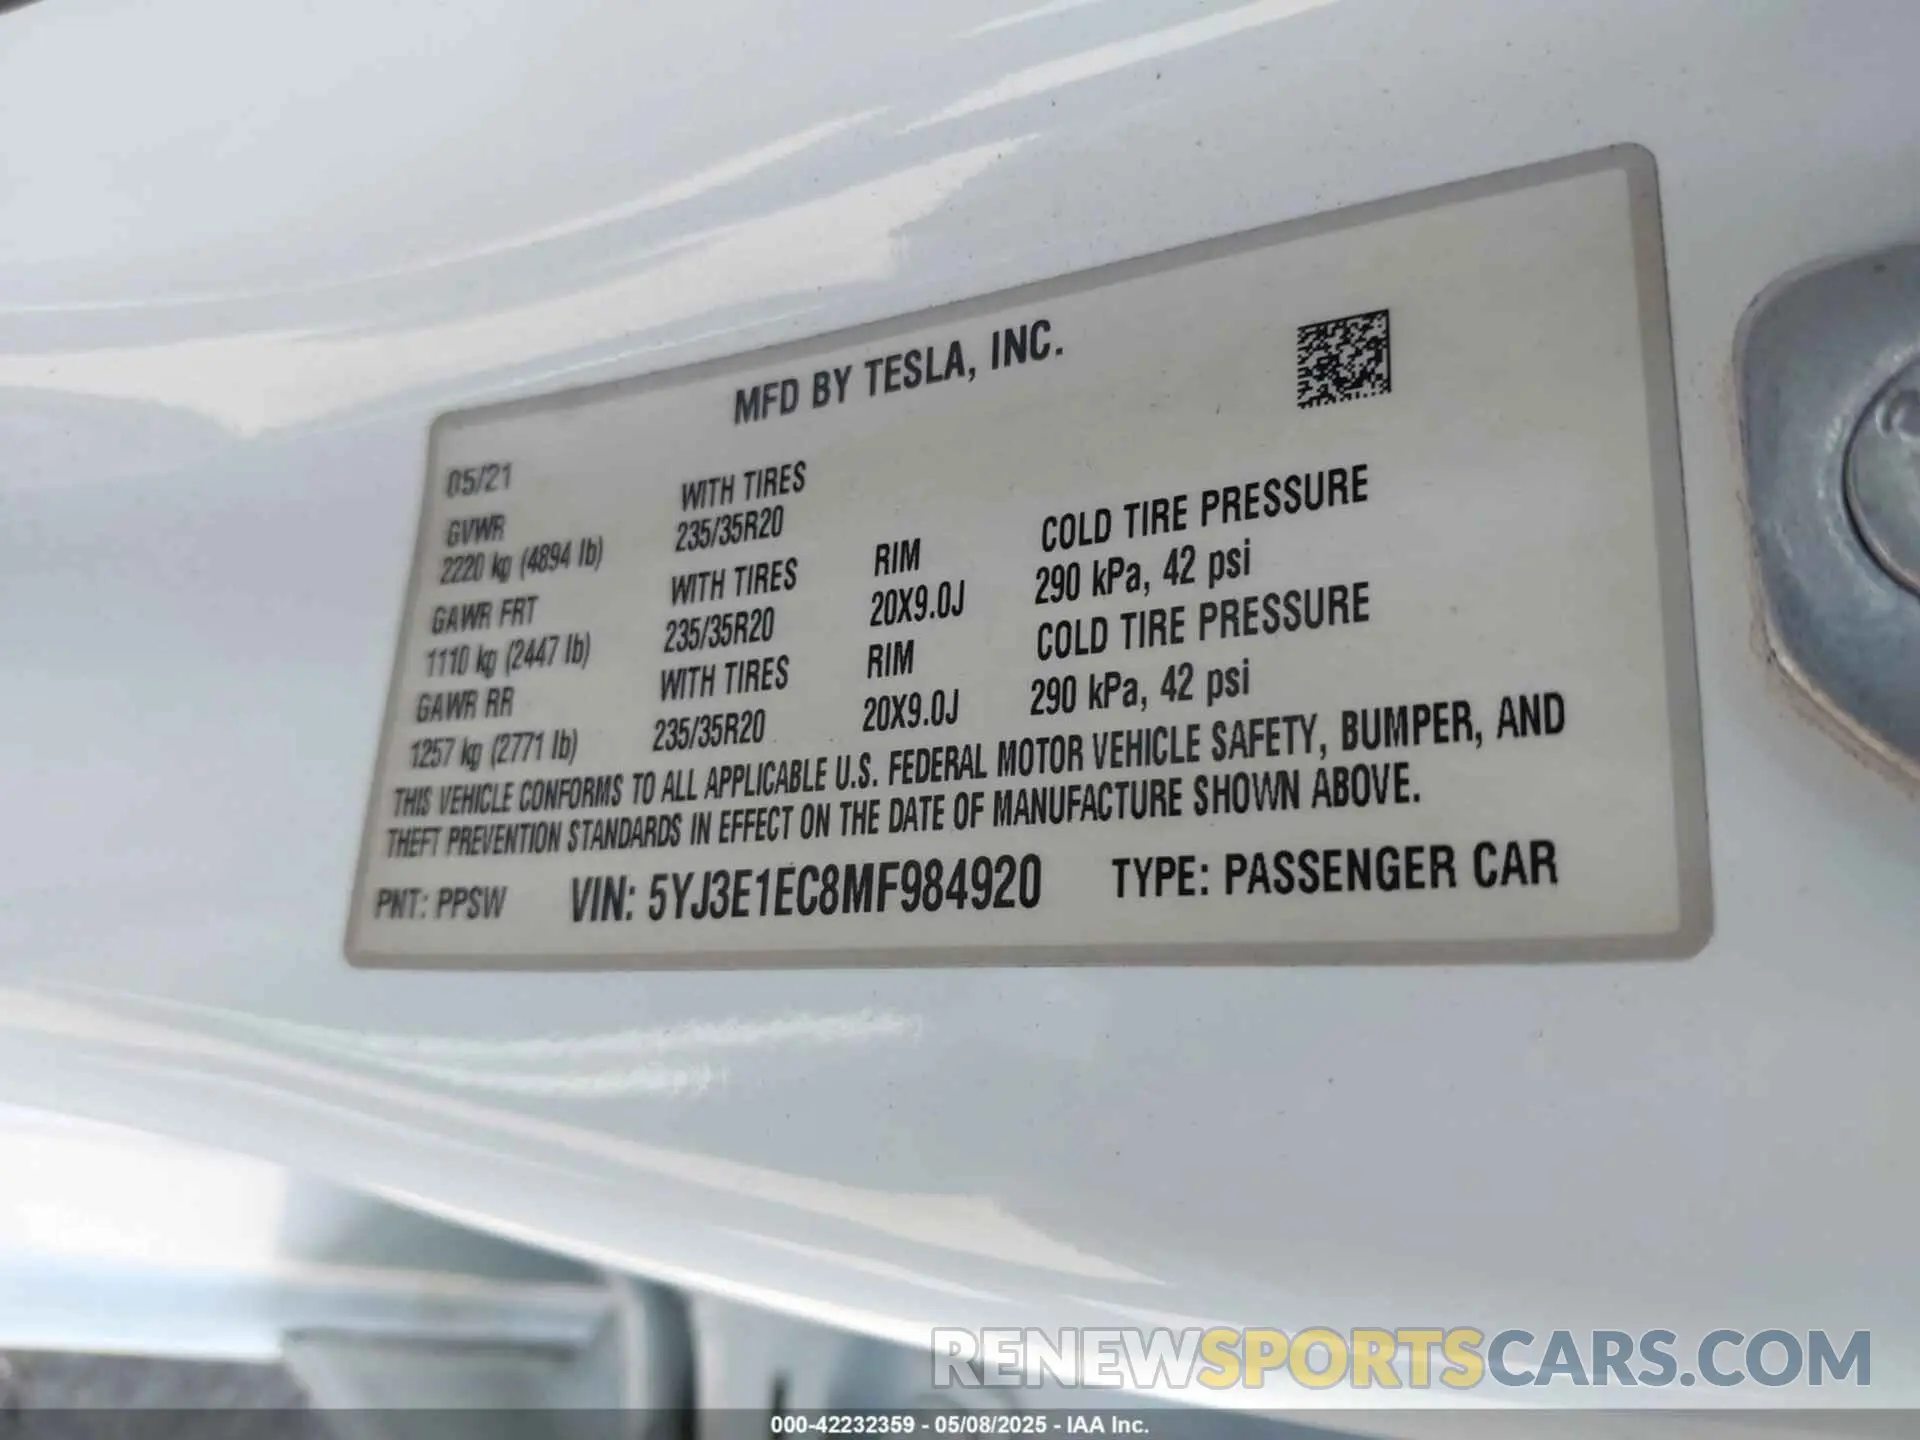 MFD BY TESLA, INC.
05/21
GVWR WITH TIRES
2220 kg (4894 lb) 235/35R20
GAWR FRT WITH TIRES RIM COLD TIRE PRESSURE
1110 kg (2447 lb) 235/35R20 20X9.0J 290 kPa, 42 psi
GAWR RR WITH TIRES RIM COLD TIRE PRESSURE
1257 kg (2771 lb) 235/35R20 20X9.0J 290 kPa, 42 psi
THIS VEHICLE CONFORMS TO ALL APPLICABLE U.S. FEDERAL MOTOR VEHICLE SAFETY, BUMPER, AND
THEFT PREVENTION STANDARDS IN EFFECT ON THE DATE OF MANUFACTURE SHOWN ABOVE.
PNT: PPSW VIN: 5YJ3E1EC8MF984920 TYPE: PASSENGER CAR
RENEWSPORTSCARS.COM
000-42232359 - 05/08/2025 - IAA Inc.